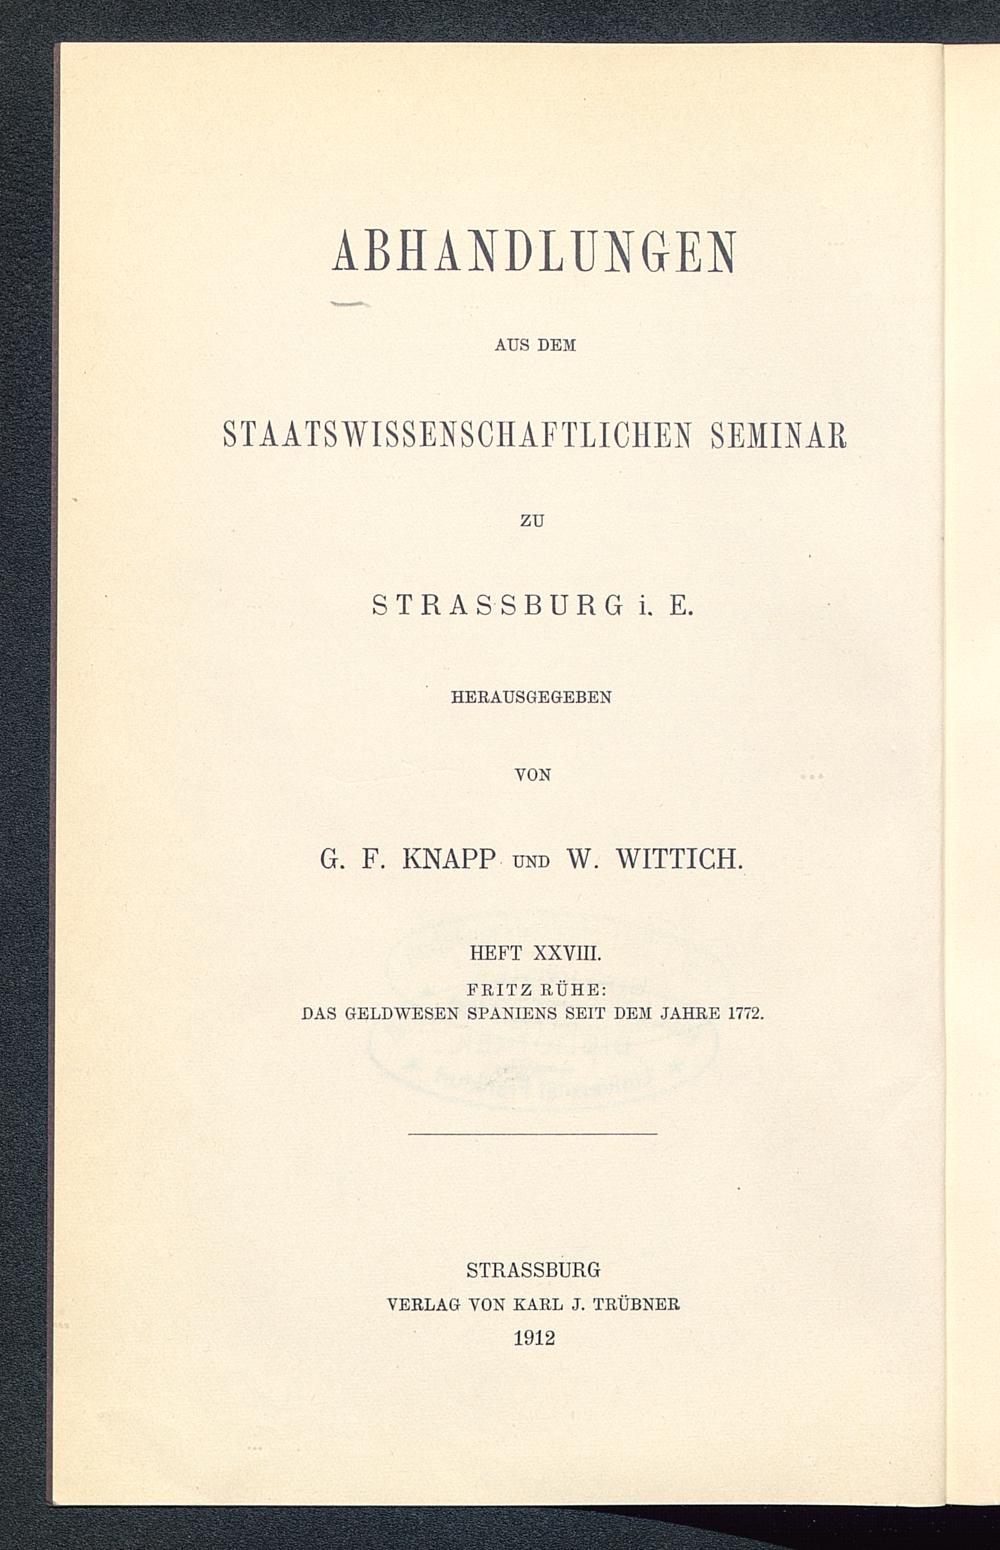 ABHANDLUNGEN
AUS DEM
STAATSWISSENSCHAFTLICHEN SEMINAR
ZU
STRASSBURG i. E.
HERAUSGEGEBEN
VON
G. F. KNAPP UND W. WITTICH.
HEFT XXVIII.
FRITZ RÜHE:
DAS GELDWESEN SPANIENS SEIT DEM JAHRE 1772.
STRASSBURG
VERLAG VON KARL J. TRÜBNER
1912